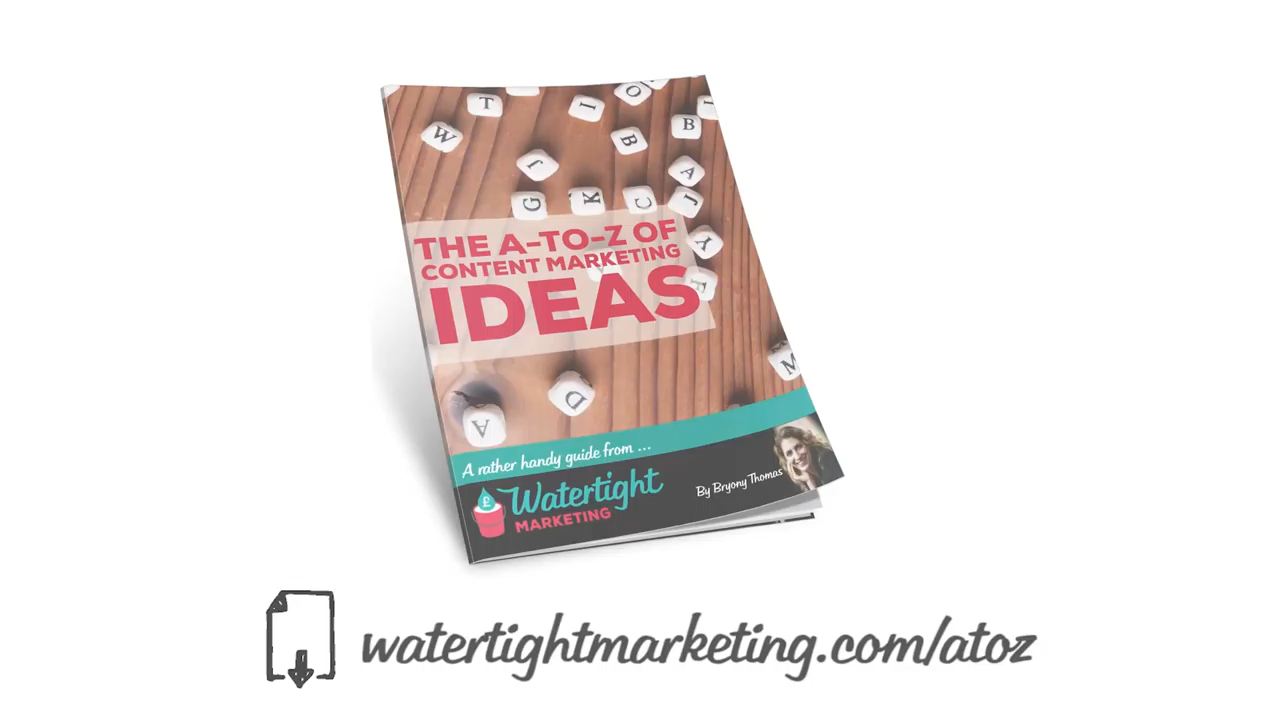 T
I
O
I
W
B
B
J
A
G
K
C
J
Y
THE A-TO-Z OF
CONTENT MARKETING
IDEAS
M
D
A
A rather handy guide from ...
£ Watertight
MARKETING
By Bryony Thomas
watertightmarketing.com/atoz